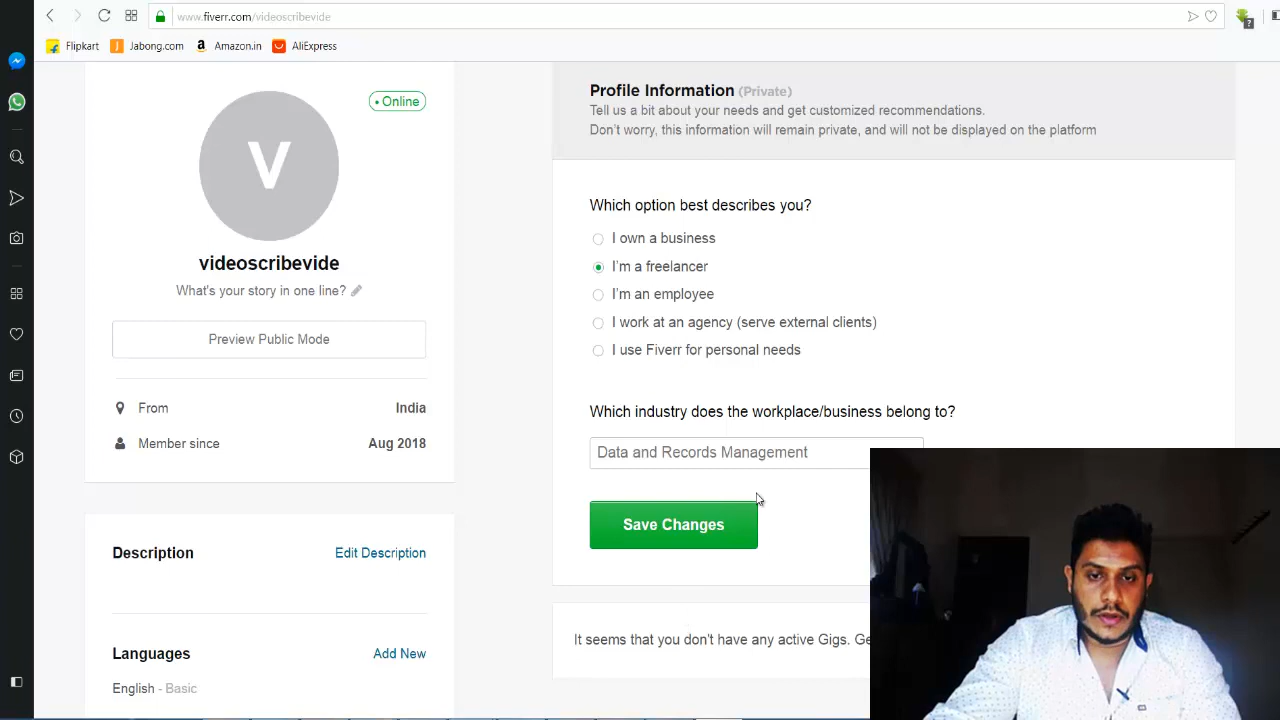 www.fiverr.com/videoscribevide
Flipkart
Jabong.com
Amazon.in
AliExpress
• Online
V
videoscribevide
What's your story in one line?
Preview Public Mode
From India
Member since Aug 2018
Description Edit Description
Languages Add New
English - Basic
Profile Information (Private)
Tell us a bit about your needs and get customized recommendations.
Don't worry, this information will remain private, and will not be displayed on the platform
Which option best describes you?
I own a business
I'm a freelancer
I'm an employee
I work at an agency (serve external clients)
I use Fiverr for personal needs
Which industry does the workplace/business belong to?
Data and Records Management
Save Changes
It seems that you don't have any active Gigs. Ge